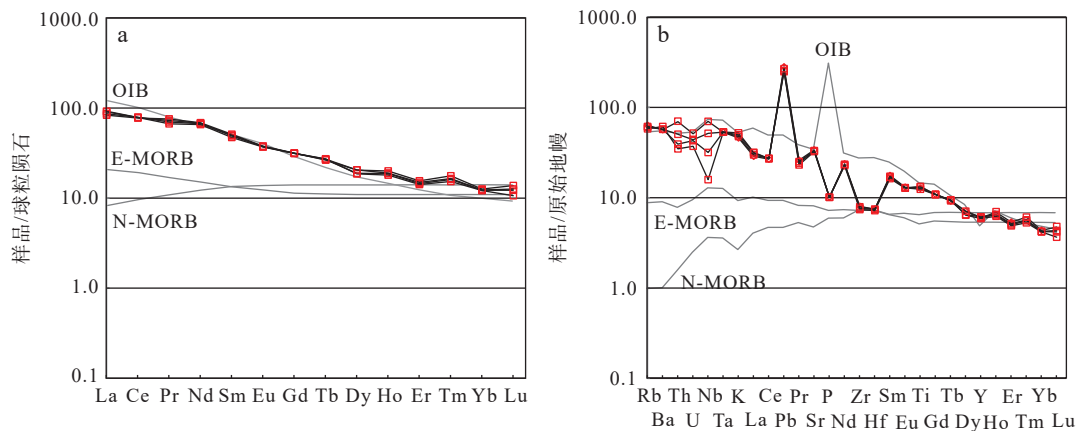 a
1000.0
100.0
10.0
1.0
0.1
样品/球粒陨石
OIB
E-MORB
N-MORB
La Ce Pr Nd Sm Eu Gd Tb Dy Ho Er Tm Yb Lu
b
1000.0
100.0
10.0
1.0
0.1
样品/原始地幔
OIB
E-MORB
N-MORB
Rb Th Nb K Ce Pr P Zr Sm Ti Tb Y Er Yb
Ba U Ta La Pb Sr Nd Hf Eu Gd Dy Ho Tm Lu